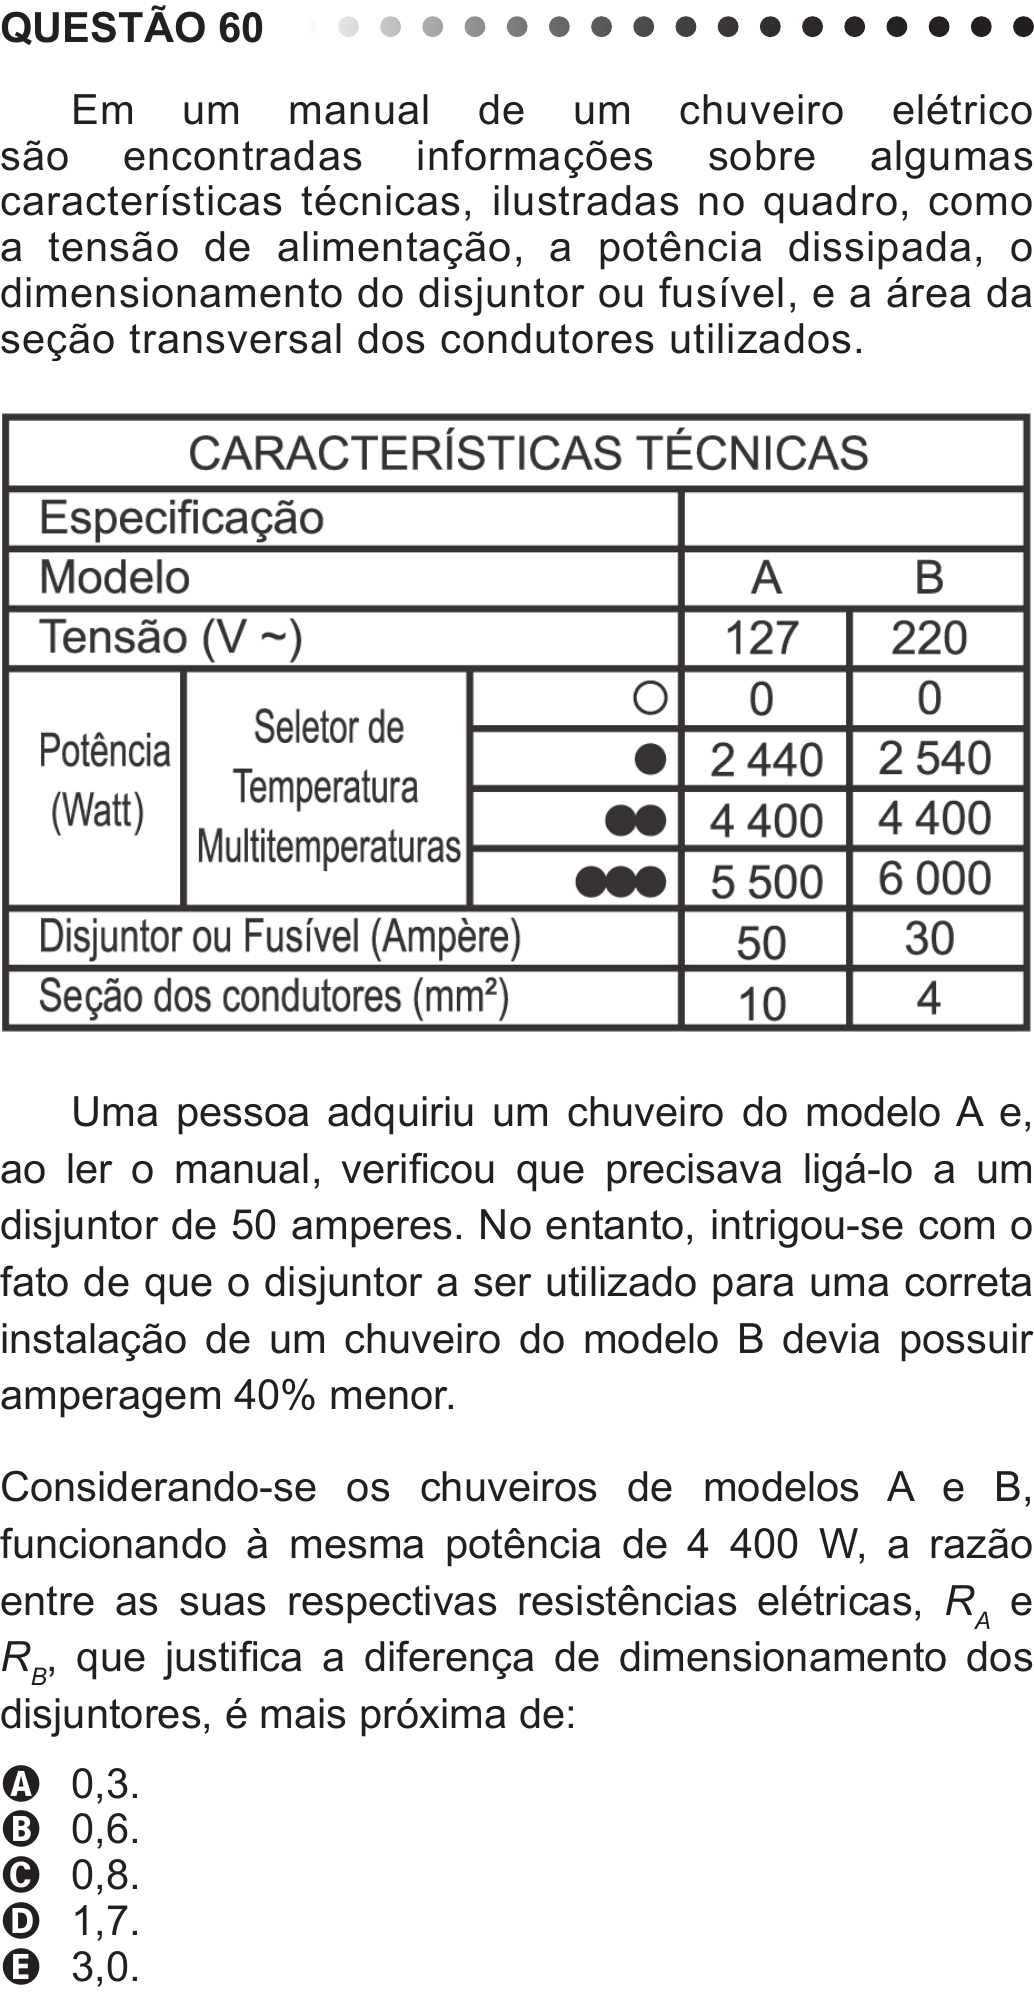 QUESTÃO 60
Em um manual de um chuveiro elétrico
são encontradas informações sobre algumas
características técnicas, ilustradas no quadro, como
a tensão de alimentação, a potência dissipada, o
dimensionamento do disjuntor ou fusível, e a área da
seção transversal dos condutores utilizados.
CARACTERÍSTICAS TÉCNICAS
Especificação
Modelo A B
Tensão (V ~) 127 220
Potência (Watt) Seletor de Temperatura Multitemperaturas
○ 0 0
● 2 440 2 540
●● 4 400 4 400
●●● 5 500 6 000
Disjuntor ou Fusível (Ampère) 50 30
Seção dos condutores (mm²) 10 4
Uma pessoa adquiriu um chuveiro do modelo A e,
ao ler o manual, verificou que precisava ligá-lo a um
disjuntor de 50 amperes. No entanto, intrigou-se com o
fato de que o disjuntor a ser utilizado para uma correta
instalação de um chuveiro do modelo B devia possuir
amperagem 40% menor.
Considerando-se os chuveiros de modelos A e B,
funcionando à mesma potência de 4 400 W, a razão
entre as suas respectivas resistências elétricas, R_A e
R_B, que justifica a diferença de dimensionamento dos
disjuntores, é mais próxima de:
A 0,3.
B 0,6.
C 0,8.
D 1,7.
E 3,0.